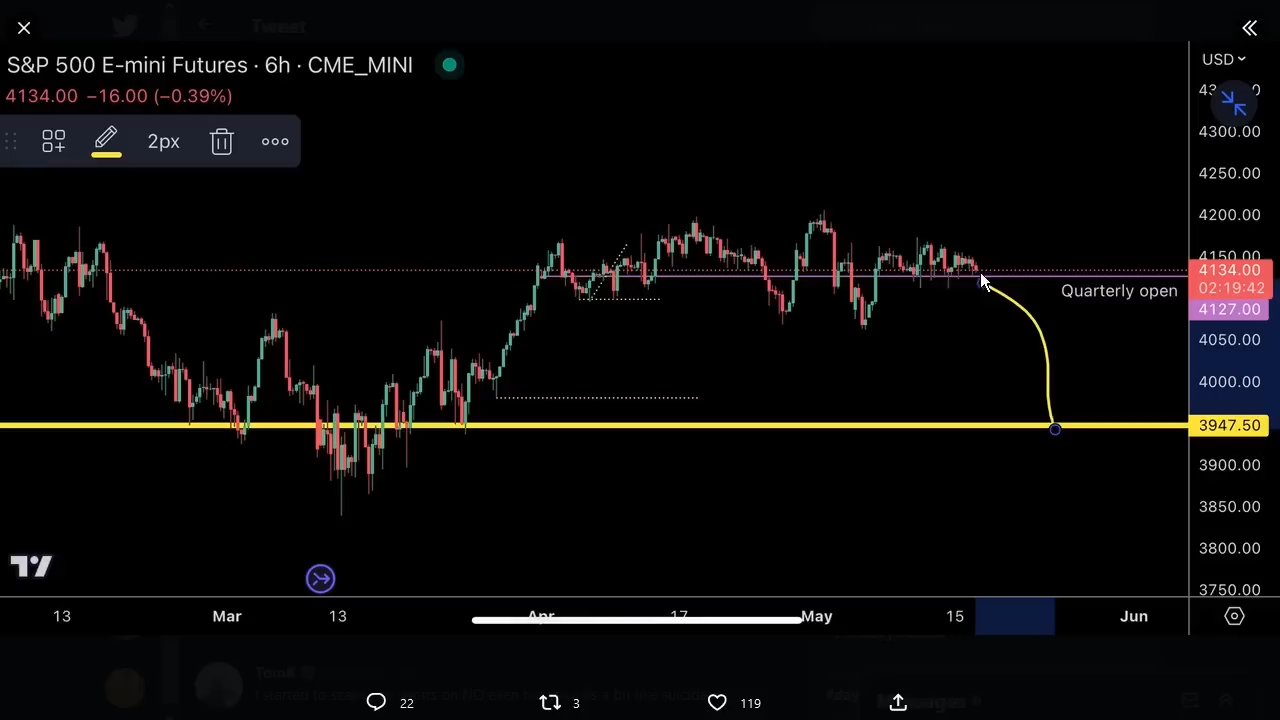 Tweet
S&P 500 E-mini Futures · 6h · CME_MINI
4134.00 −16.00 (−0.39%)
2px
USD
4300.00
4250.00
4200.00
4150.00
4134.00
02:19:42
Quarterly open
4127.00
4050.00
4000.00
3947.50
3900.00
3850.00
3800.00
3750.00
13 Mar 13 Apr 17 May 15 Jun
22 3 119